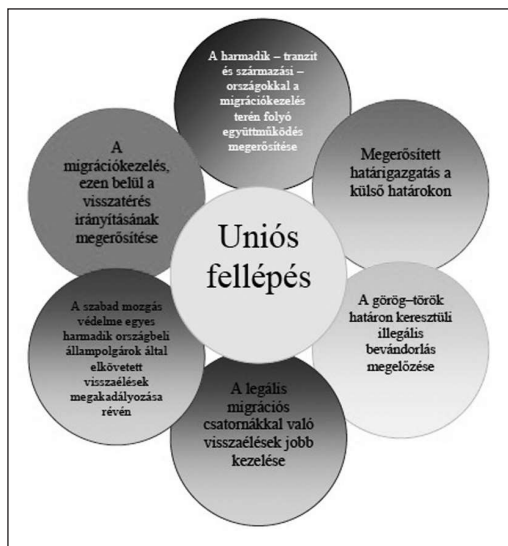 A harmadik – tranzit
és származási –
országokkal a
migrációkezelés
terén folyó
együttműködés
megerősítése
Megerősített
határigazgatás a
külső határokon
A görög–török
határon keresztüli
illegális
bevándorlás
megelőzése
A legális
migrációs
csatornákkal való
visszaélések jobb
kezelése
A szabad mozgás
védelme egyes
harmadik országbeli
állampolgárok által
elkövetett
visszaélések
megakadályozása
révén
A
migrációkezelés,
ezen belül a
visszatérés
irányításának
megerősítése
Uniós
fellépés